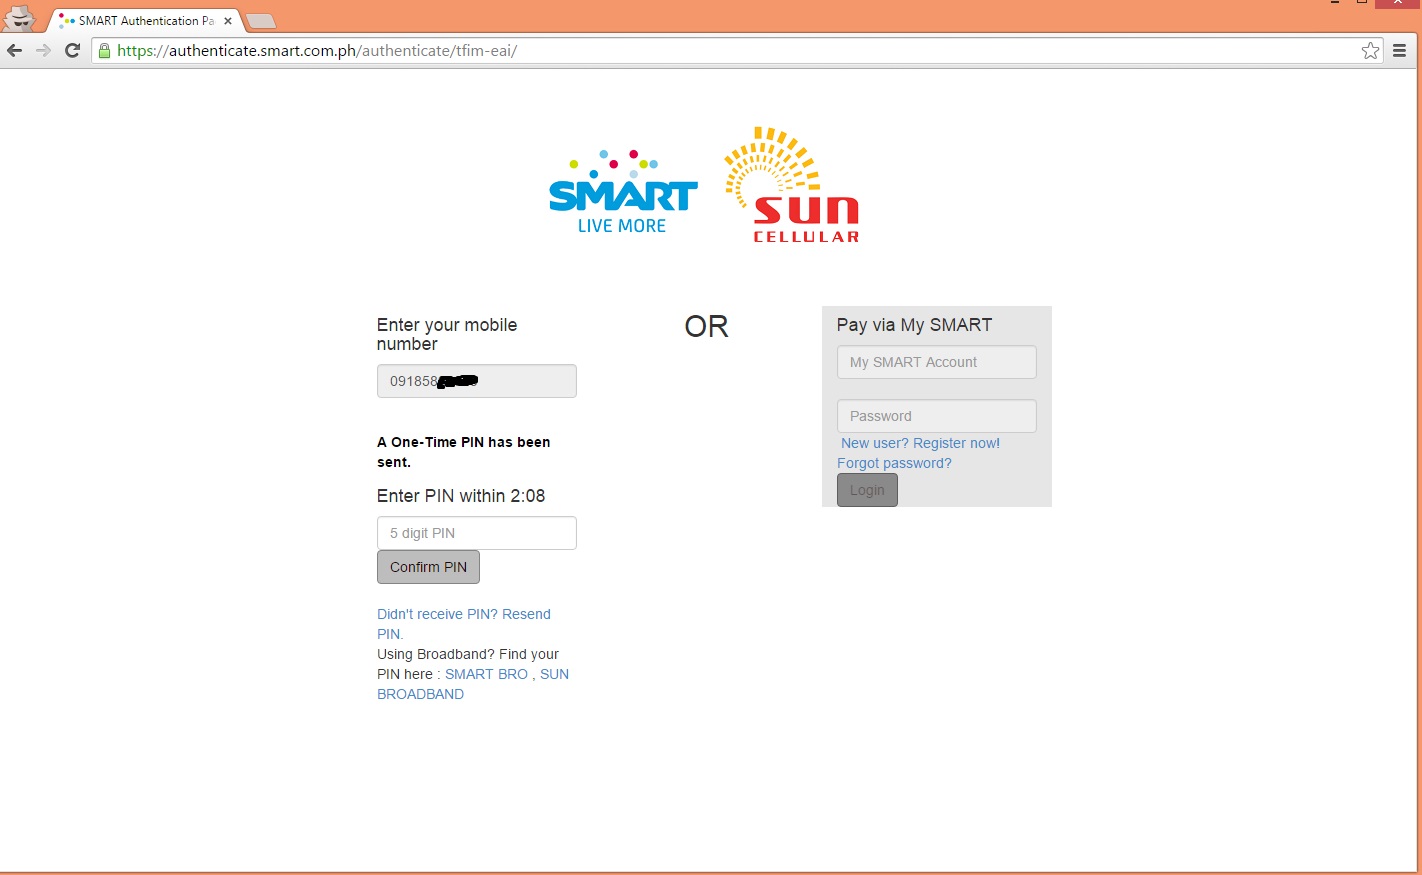 SMART Authentication Pa
https://authenticate.smart.com.ph/authenticate/tfim-eai/
SMART
LIVE MORE
sun
CELLULAR
Enter your mobile
number
091858
A One-Time PIN has been
sent.
Enter PIN within 2:08
5 digit PIN
Confirm PIN
Didn't receive PIN? Resend
PIN.
Using Broadband? Find your
PIN here : SMART BRO , SUN
BROADBAND
OR
Pay via My SMART
My SMART Account
Password
New user? Register now!
Forgot password?
Login